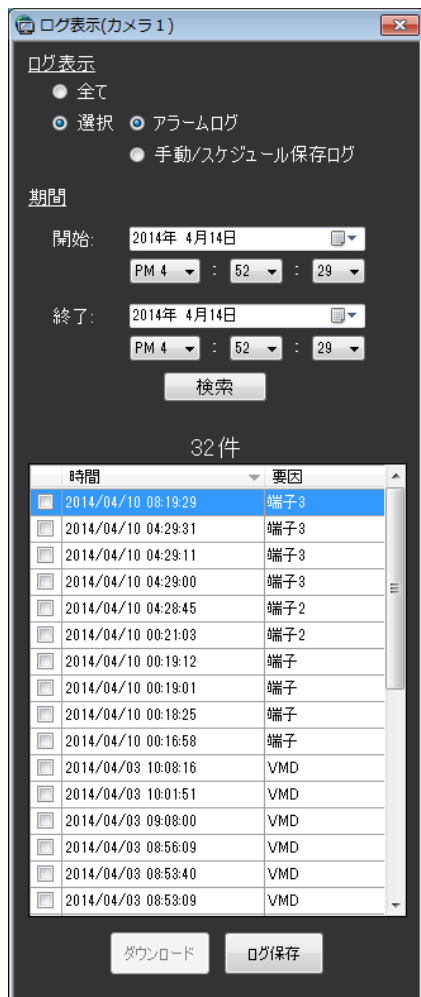 ログ表示(カメラ1)
ログ表示
全て
選択 アラームログ
手動/スケジュール保存ログ
期間
開始: 2014年 4月14日
PM 4 : 52 : 29
終了: 2014年 4月14日
PM 4 : 52 : 29
検索
32件
時間 要因
2014/04/10 08:19:29 端子3
2014/04/10 04:29:31 端子3
2014/04/10 04:29:11 端子3
2014/04/10 04:29:00 端子3
2014/04/10 04:28:45 端子2
2014/04/10 00:21:03 端子2
2014/04/10 00:19:12 端子
2014/04/10 00:19:01 端子
2014/04/10 00:18:25 端子
2014/04/10 00:16:58 端子
2014/04/03 10:08:16 VMD
2014/04/03 10:01:51 VMD
2014/04/03 09:08:00 VMD
2014/04/03 08:56:09 VMD
2014/04/03 08:53:40 VMD
2014/04/03 08:53:09 VMD
ダウンロード ログ保存